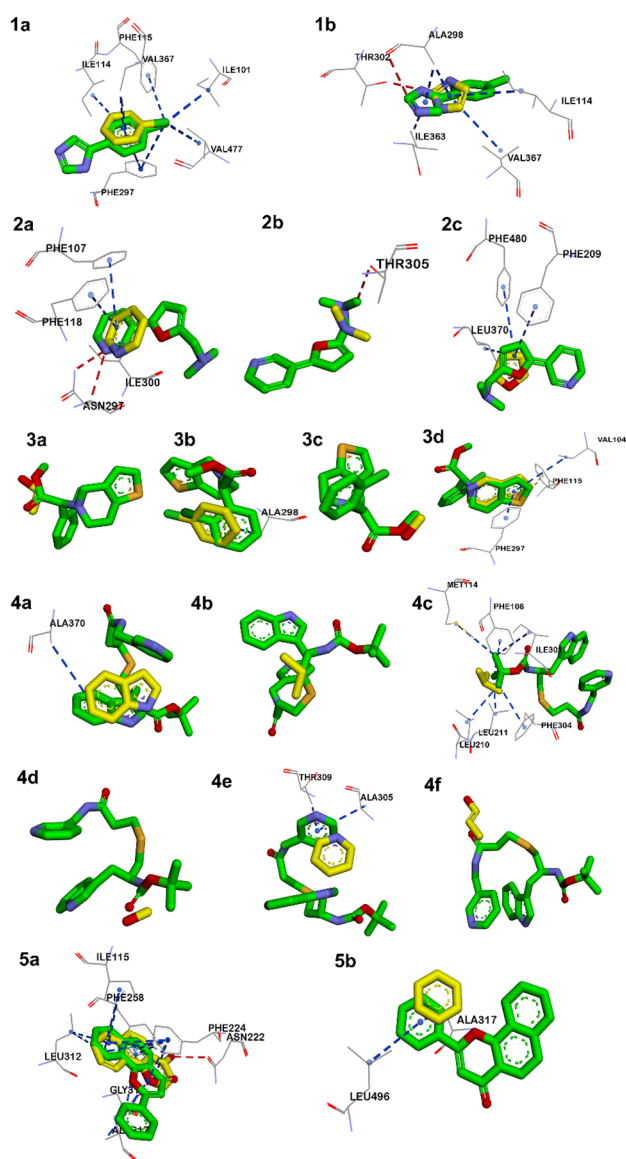 1a
PHE115
VAL367
ILE114
ILE101
VAL477
PHE297
1b
ALA298
THR302
ILE114
ILE363
VAL367
2a
PHE107
PHE118
ILE300
ASN297
2b
THR305
2c
PHE480
PHE209
LEU370
3a
3b
ALA298
3c
3d
VAL104
PHE115
PHE297
4a
ALA370
4b
4c
MET114
PHE108
ILE301
PHE304
LEU211
LEU210
4d
4e
THR309
ALA305
4f
5a
ILE115
PHE258
PHE224
ASN222
LEU312
5b
ALA317
LEU496